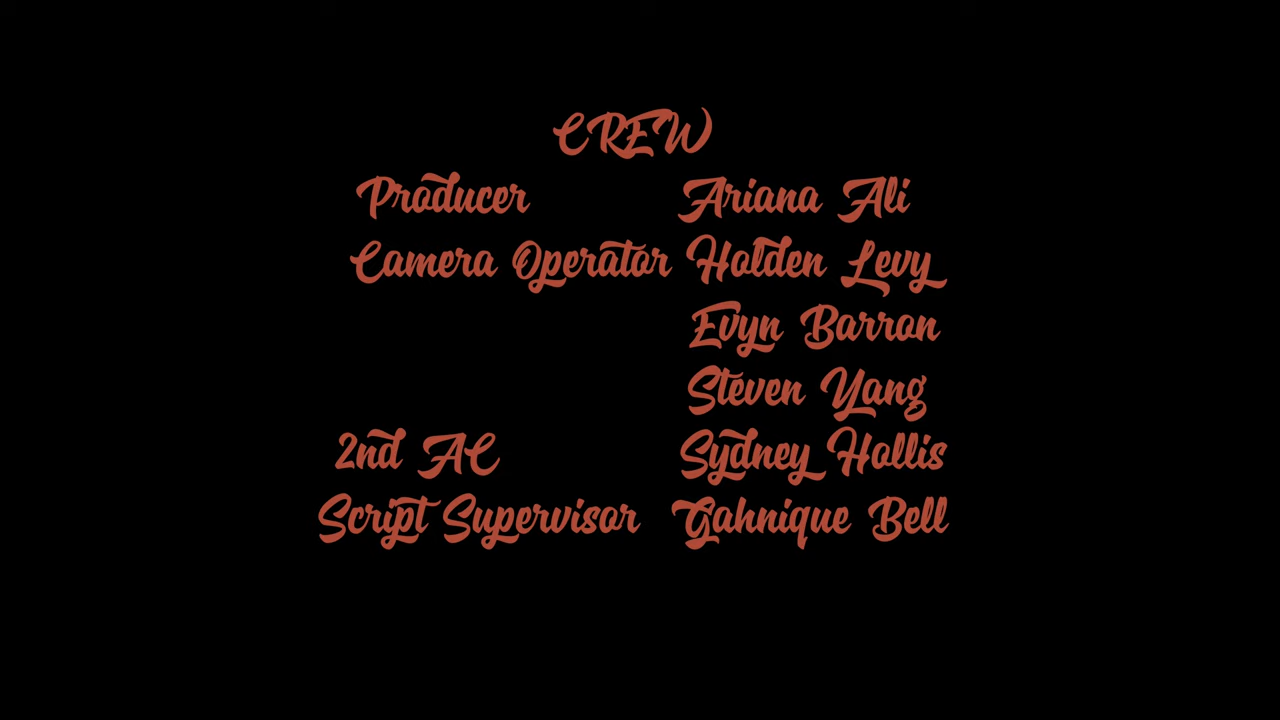 CREW
Producer Ariana Ali
Camera Operator Holden Levy
Evyn Barron
Steven Yang
2nd AC Sydney Hollis
Script Supervisor Gahnique Bell